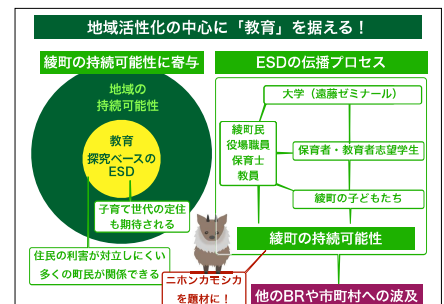 地域活性化の中心に「教育」を据える！
綾町の持続可能性に寄与
地域の
持続可能性
教育
探究ベースの
ESD
子育て世代の定住
も期待される
住民の利害が対立しにくい
多くの町民が関係できる
ESDの伝播プロセス
大学（遠藤ゼミナール）
綾町民
役場職員
保育士
教員
保育者・教育者志望学生
綾町の子どもたち
綾町の持続可能性
ニホンカモシカ
を題材に！
他のBRや市町村への波及